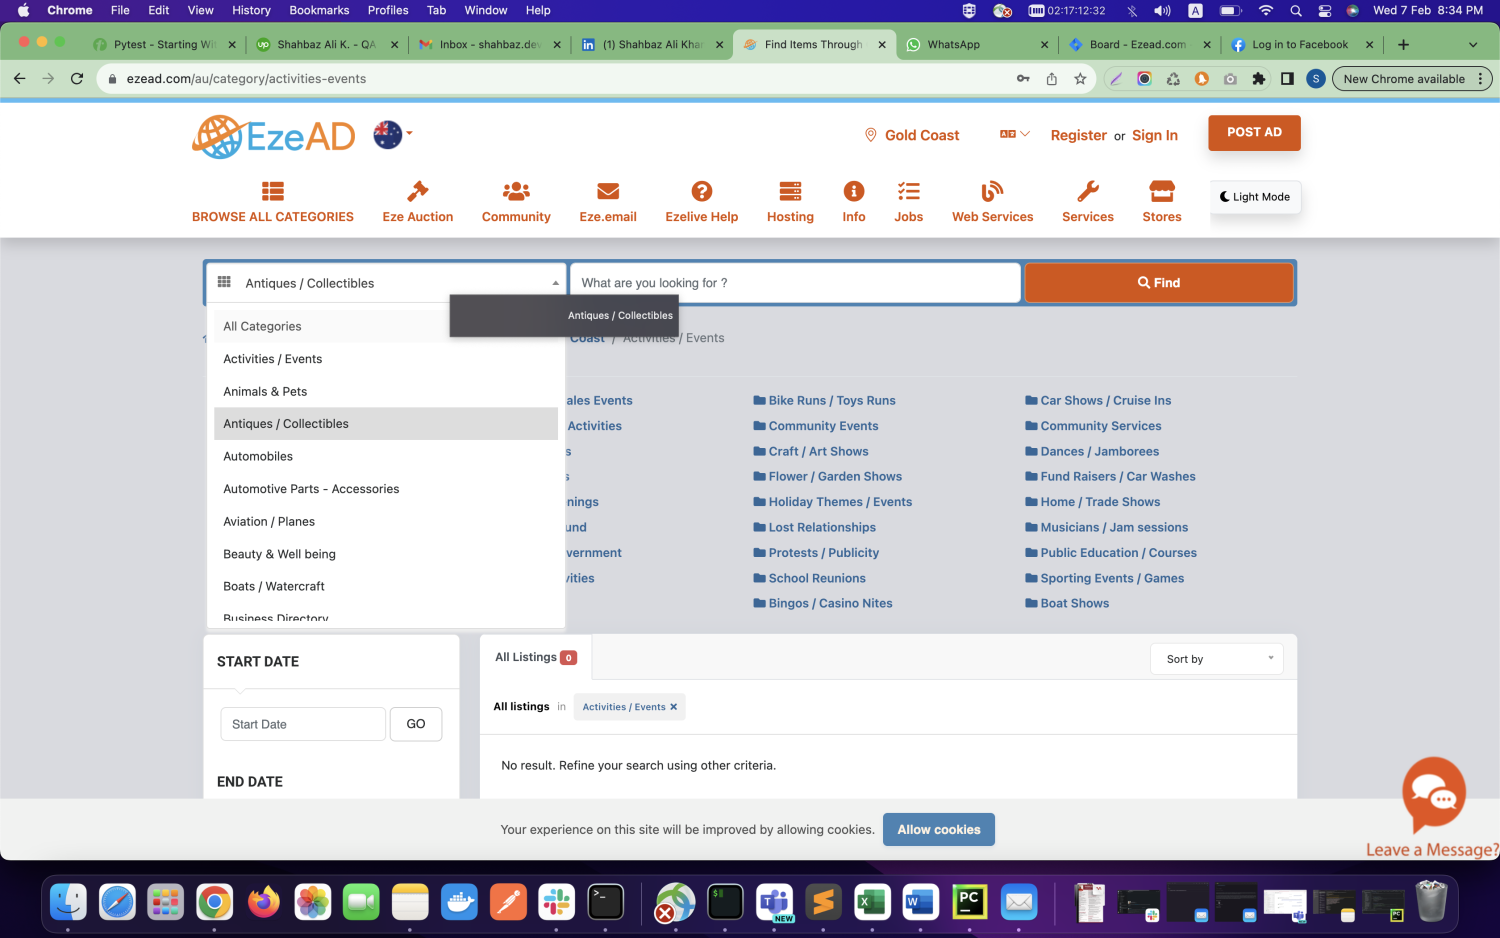 Chrome File Edit View History Bookmarks Profiles Tab Window Help 02:17:12:32 A Wed 7 Feb 8:34 PM
Pytest - Starting Wi Shahbaz Ali K. - QA Inbox - shahbaz.dev (1) Shahbaz Ali Khan Find Items Through WhatsApp Board - Ezead.com Log in to Facebook
ezead.com/au/category/activities-events S New Chrome available
EzeAD Gold Coast Register or Sign In POST AD
BROWSE ALL CATEGORIES Eze Auction Community Eze.email Ezelive Help Hosting Info Jobs Web Services Services Stores Light Mode
Antiques / Collectibles What are you looking for ? Find
Antiques / Collectibles
Coast / Activities / Events
All Categories
Activities / Events
Animals & Pets
Antiques / Collectibles
Automobiles
Automotive Parts - Accessories
Aviation / Planes
Beauty & Well being
Boats / Watercraft
Business Directory
ales Events Bike Runs / Toys Runs Car Shows / Cruise Ins
Activities Community Events Community Services
s Craft / Art Shows Dances / Jamborees
s Flower / Garden Shows Fund Raisers / Car Washes
nings Holiday Themes / Events Home / Trade Shows
und Lost Relationships Musicians / Jam sessions
vernment Protests / Publicity Public Education / Courses
vities School Reunions Sporting Events / Games
Bingos / Casino Nites Boat Shows
START DATE
Start Date GO
END DATE
All Listings 0 Sort by
All listings in Activities / Events
No result. Refine your search using other criteria.
Your experience on this site will be improved by allowing cookies. Allow cookies
Leave a Message?
NEW
PC